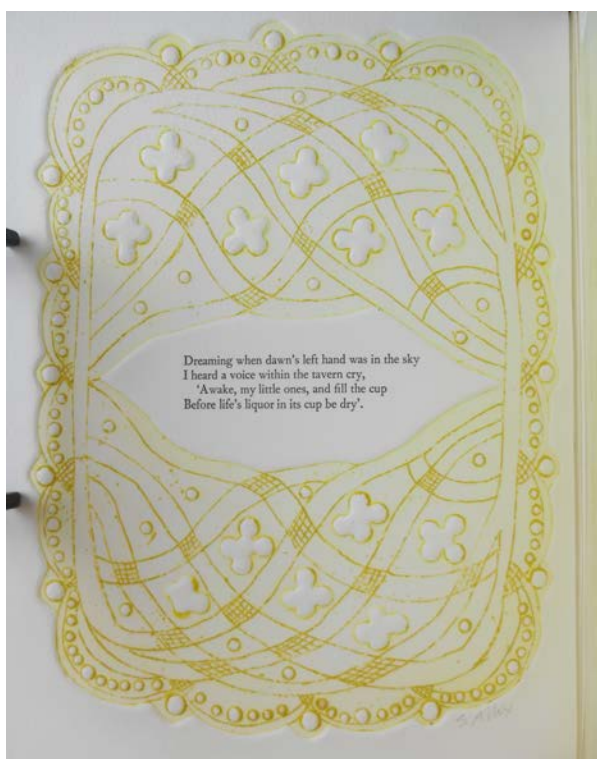 Dreaming when dawn's left hand was in the sky
I heard a voice within the tavern cry,
'Awake, my little ones, and fill the cup
Before life's liquor in its cup be dry'.